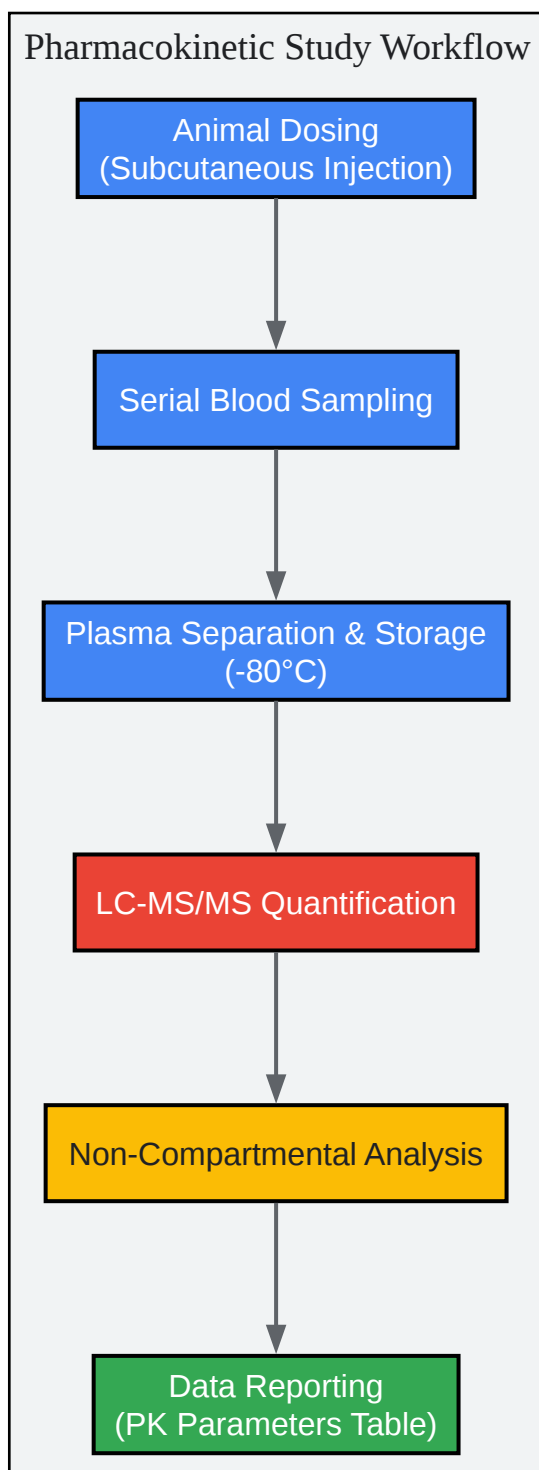 Pharmacokinetic Study Workflow
Animal Dosing
(Subcutaneous Injection)
Serial Blood Sampling
Plasma Separation & Storage
(-80°C)
LC-MS/MS Quantification
Non-Compartmental Analysis
Data Reporting
(PK Parameters Table)